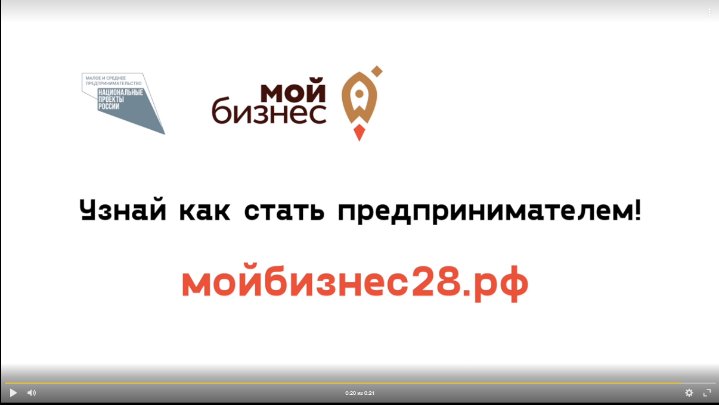 МАЛОЕ И СРЕДНЕЕ
ПРЕДПРИНИМАТЕЛЬСТВО
НАЦИОНАЛЬНЫЕ
ПРОЕКТЫ
РОССИИ
мой
бизнес
Узнай как стать предпринимателем!
мойбизнес28.рф
0:20 из 0:21